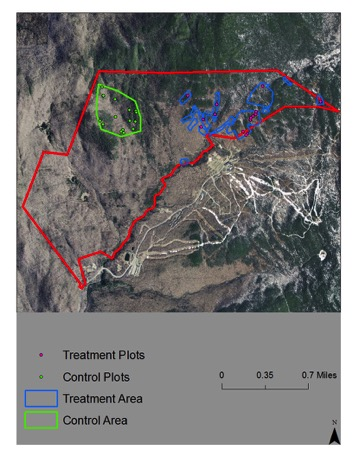 Treatment Plots
Control Plots
Treatment Area
Control Area
0 0.35 0.7 Miles
N